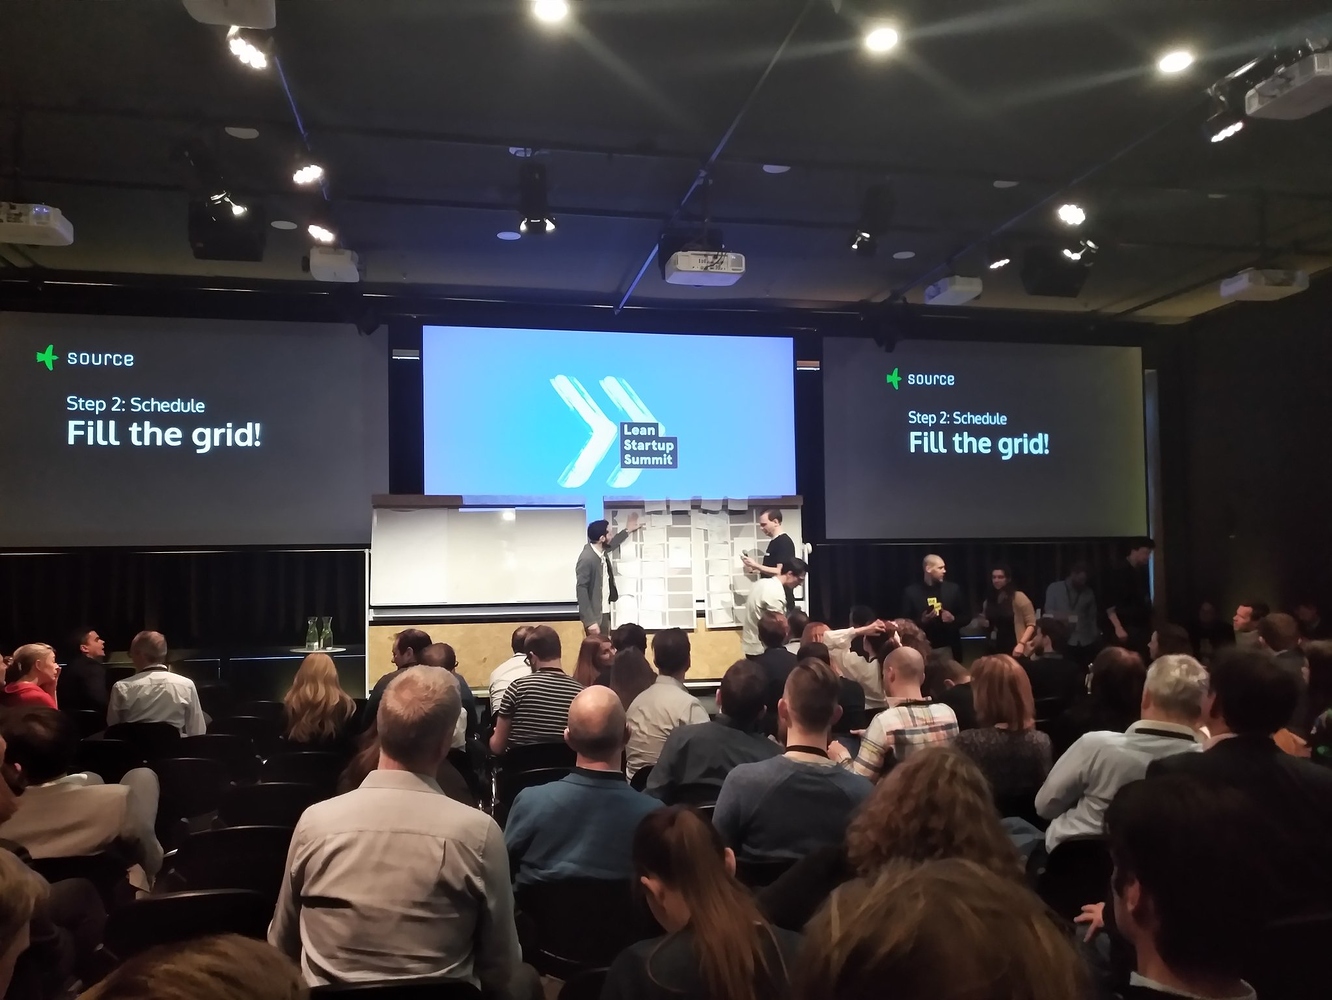 source
Step 2: Schedule
Fill the grid!
Lean
Startup
Summit
source
Step 2: Schedule
Fill the grid!